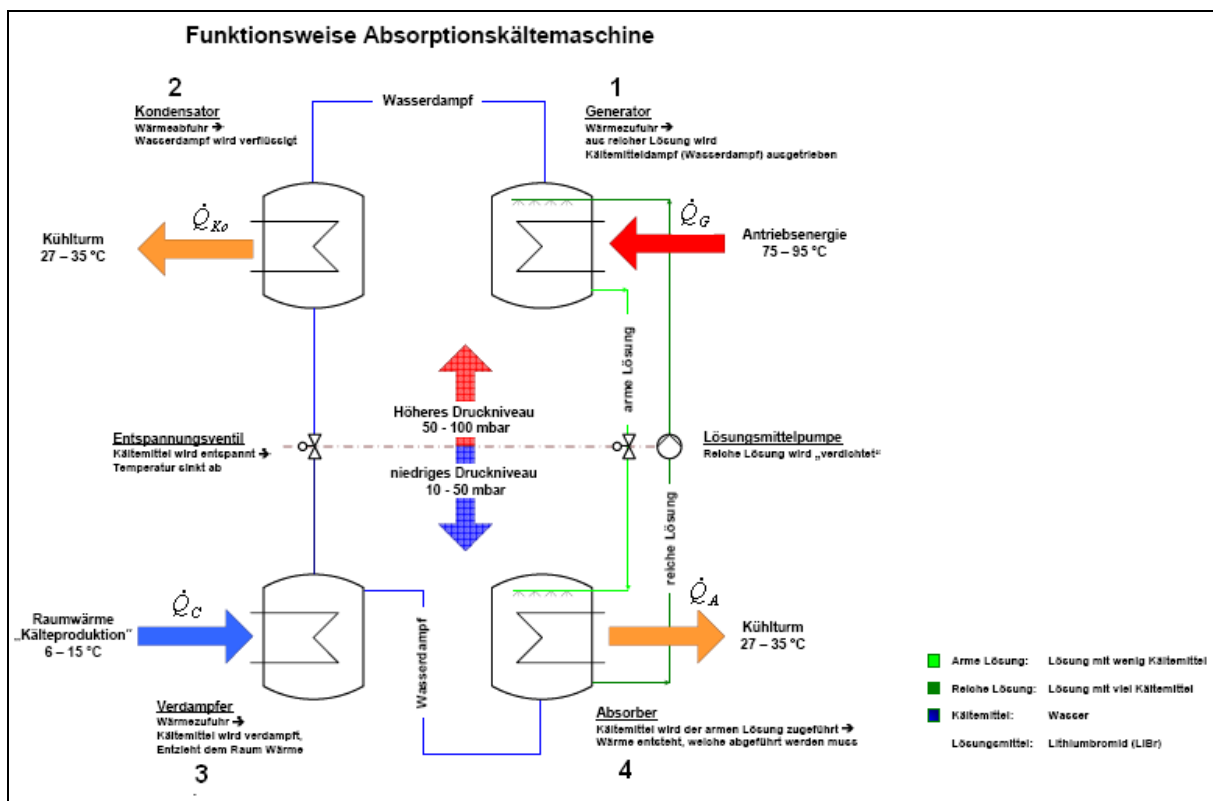 Funktionsweise Absorptionskältemaschine
2
Kondensator
Wärmeabfuhr ➔
Wasserdampf wird verflüssigt
Wasserdampf
1
Generator
Wärmezufuhr ➔
aus reicher Lösung wird
Kältemitteldampf (Wasserdampf) ausgetrieben
Q̇_Ko
Kühlturm
27 – 35 °C
Q̇_G
Antriebsenergie
75 – 95 °C
arme Lösung
Höheres Druckniveau
50 - 100 mbar
Entspannungsventil
Kältemittel wird entspannt ➔
Temperatur sinkt ab
Lösungsmittelpumpe
Reiche Lösung wird „verdichtet"
niedriges Druckniveau
10 - 50 mbar
reiche Lösung
Q̇_C
Raumwärme
„Kälteproduktion"
6 – 15 °C
Wasserdampf
Q̇_A
Kühlturm
27 – 35 °C
Verdampfer
Wärmezufuhr ➔
Kältemittel wird verdampft,
Entzieht dem Raum Wärme
3
Absorber
Kältemittel wird der armen Lösung zugeführt ➔
Wärme entsteht, welche abgeführt werden muss
4
Arme Lösung: Lösung mit wenig Kältemittel
Reiche Lösung: Lösung mit viel Kältemittel
Kältemittel: Wasser
Lösungsmittel: Lithiumbromid (LiBr)